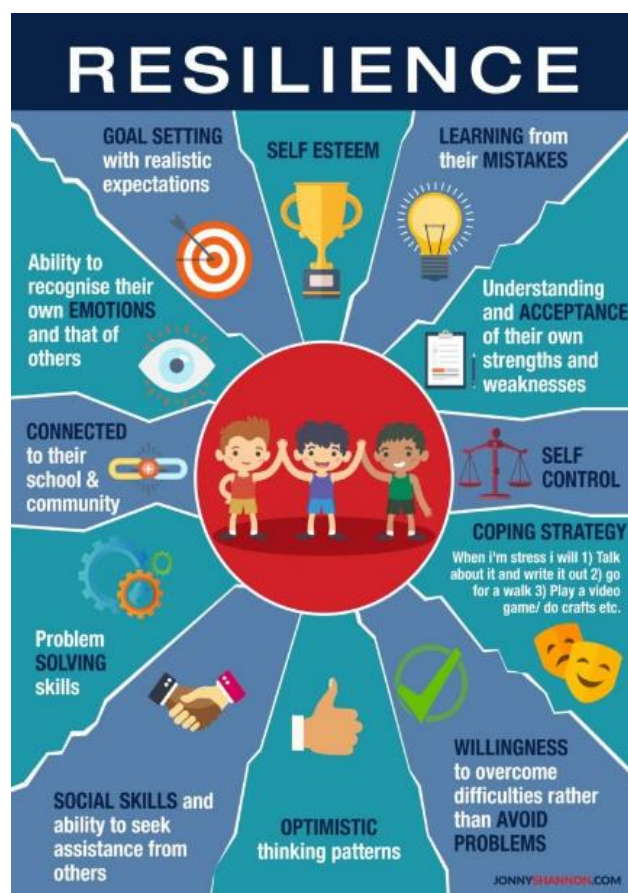 RESILIENCE
GOAL SETTING
with realistic
expectations
SELF ESTEEM
LEARNING from
their MISTAKES
Ability to
recognise their
own EMOTIONS
and that of
others
Understanding
and ACCEPTANCE
of their own
strengths and
weaknesses
CONNECTED
to their
school &
community
SELF
CONTROL
COPING STRATEGY
When i'm stress i will 1) Talk
about it and write it out 2) go
for a walk 3) Play a video
game/ do crafts etc.
Problem
SOLVING
skills
SOCIAL SKILLS and
ability to seek
assistance from
others
OPTIMISTIC
thinking patterns
WILLINGNESS
to overcome
difficulties rather
than AVOID
PROBLEMS
JONNYSHANNON.COM